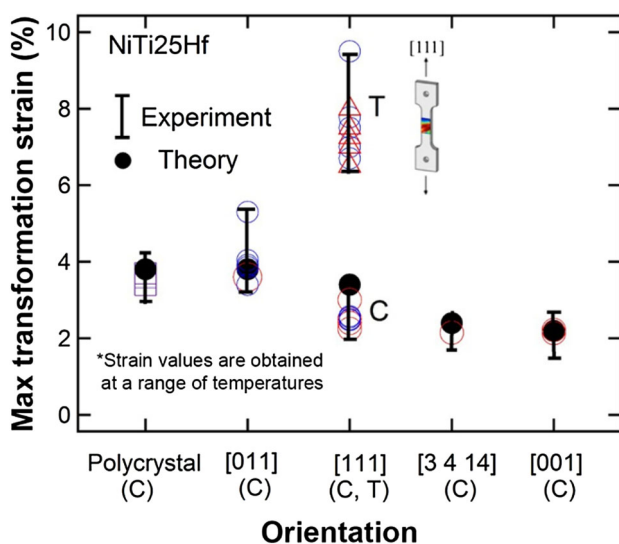 Max transformation strain (%)
10
8
6
4
2
0
NiTi25Hf
Experiment
Theory
[111]
T
C
*Strain values are obtained
at a range of temperatures
Polycrystal [011] [111] [3 4 14] [001]
(C) (C) (C, T) (C) (C)
Orientation